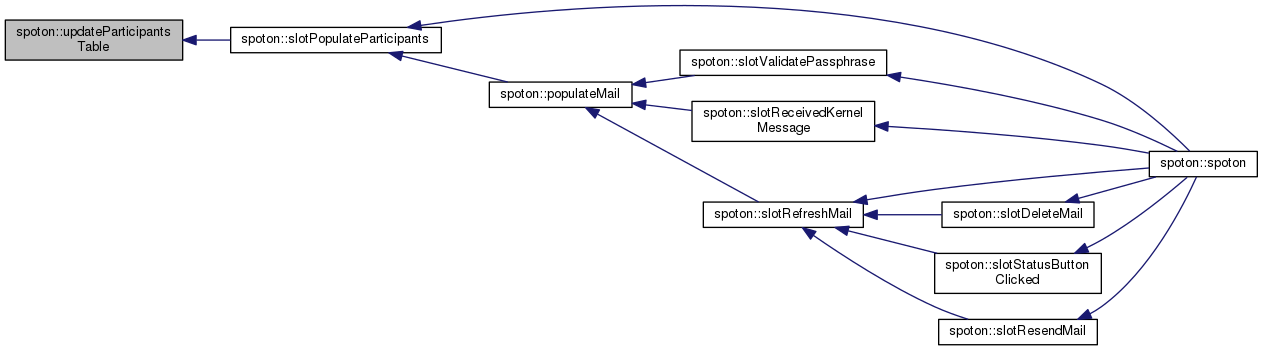 spoton::updateParticipants
Table
spoton::slotPopulateParticipants
spoton::populateMail
spoton::slotValidatePassphrase
spoton::slotReceivedKernel
Message
spoton::slotRefreshMail
spoton::spoton
spoton::slotDeleteMail
spoton::slotStatusButton
Clicked
spoton::slotResendMail